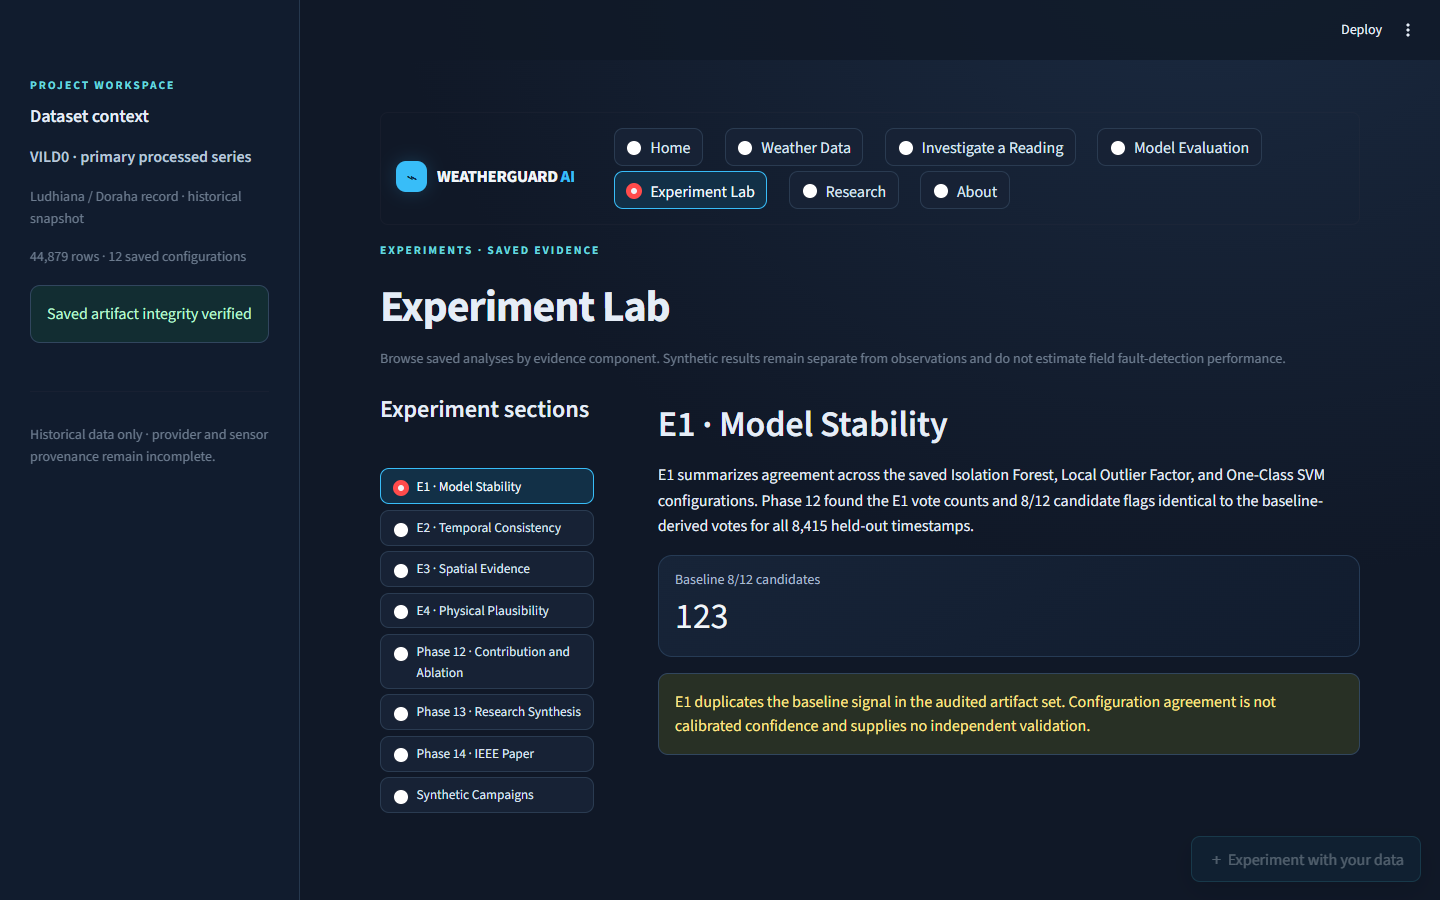 Deploy
PROJECT WORKSPACE
Dataset context
VILD0 · primary processed series
Ludhiana / Doraha record · historical
snapshot
44,879 rows · 12 saved configurations
Saved artifact integrity verified
Historical data only · provider and sensor
provenance remain incomplete.
WEATHERGUARD AI
Home
Weather Data
Investigate a Reading
Model Evaluation
Experiment Lab
Research
About
EXPERIMENTS · SAVED EVIDENCE
Experiment Lab
Browse saved analyses by evidence component. Synthetic results remain separate from observations and do not estimate field fault-detection performance.
Experiment sections
E1 · Model Stability
E2 · Temporal Consistency
E3 · Spatial Evidence
E4 · Physical Plausibility
Phase 12 · Contribution and
Ablation
Phase 13 · Research Synthesis
Phase 14 · IEEE Paper
Synthetic Campaigns
E1 · Model Stability
E1 summarizes agreement across the saved Isolation Forest, Local Outlier Factor, and One-Class SVM
configurations. Phase 12 found the E1 vote counts and 8/12 candidate flags identical to the baseline-
derived votes for all 8,415 held-out timestamps.
Baseline 8/12 candidates
123
E1 duplicates the baseline signal in the audited artifact set. Configuration agreement is not
calibrated confidence and supplies no independent validation.
+ Experiment with your data